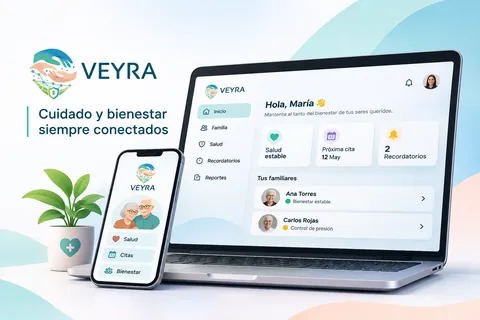 VEYRA
Cuidado y bienestar
siempre conectados
VEYRA
Inicio
Familia
Salud
Recordatorios
Reportes
Hola, María 👋
Mantente al tanto del bienestar de tus seres queridos.
Salud
estable
Próxima cita
12 May
2
Recordatorios
Tus familiares
Ana Torres
Bienestar estable
Carlos Rojas
Control de presión
VEYRA
Salud
Citas
Bienestar